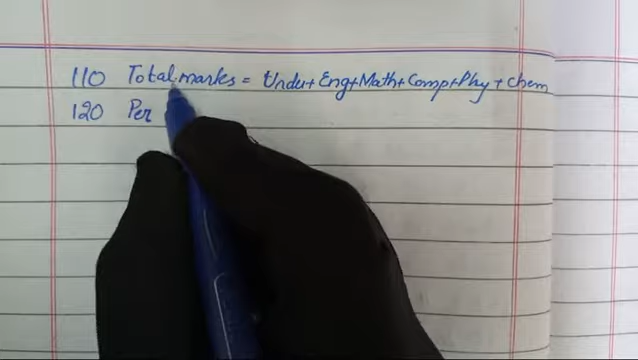 110 Total marks = Urdu+ Eng+Math+Comp+Phy + Chem
120 Per